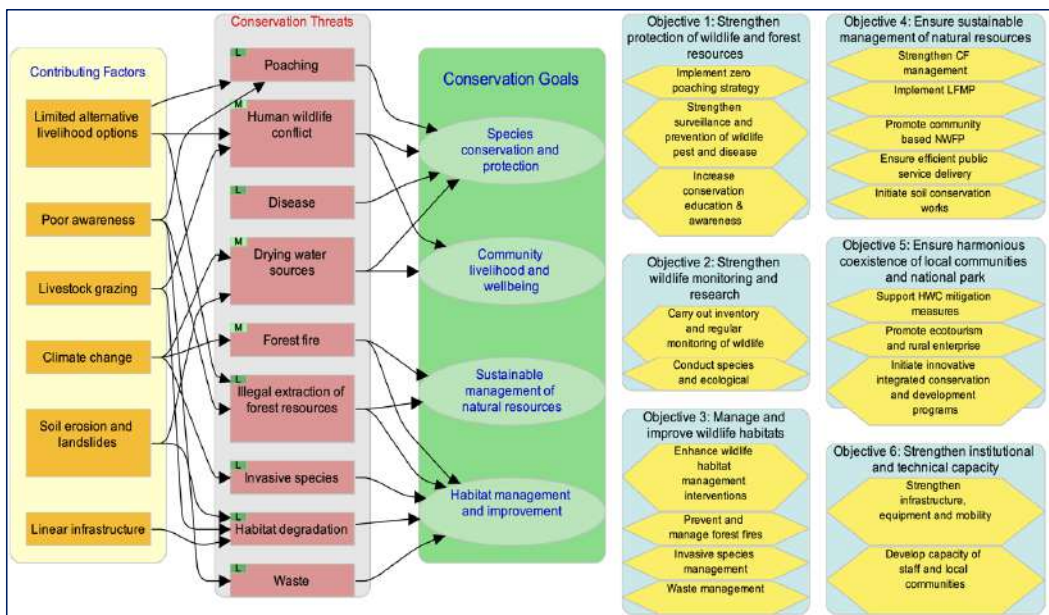 Contributing Factors
Limited alternative
livelihood options
Poor awareness
Livestock grazing
Climate change
Soil erosion and
landslides
Linear infrastructure
Conservation Threats
L
Poaching
M
Human wildlife
conflict
L
Disease
M
Drying water
sources
M
Forest fire
L
Illegal extraction of
forest resources
L
Invasive species
L
Habitat degradation
L
Waste
Conservation Goals
Species
conservation and
protection
Community
livelihood and
wellbeing
Sustainable
management of
natural resources
Habitat management
and improvement
Objective 1: Strengthen
protection of wildlife and forest
resources
Implement zero
poaching strategy
Strengthen
surveillance and
prevention of wildlife
pest and disease
Increase
conservation
education &
awareness
Objective 2: Strengthen
wildlife monitoring and
research
Carry out inventory
and regular
monitoring of wildlife
Conduct species
and ecological
Objective 3: Manage and
improve wildlife habitats
Enhance wildlife
habitat
management
interventions
Prevent and
manage forest fires
Invasive species
management
Waste management
Objective 4: Ensure sustainable
management of natural resources
Strengthen CF
management
Implement LFMP
Promote community
based NWFP
Ensure efficient public
service delivery
Initiate soil conservation
works
Objective 5: Ensure harmonious
coexistence of local communities
and national park
Support HWC mitigation
measures
Promote ecotourism
and rural enterprise
Initiate innovative
integrated conservation
and development
programs
Objective 6: Strengthen institutional
and technical capacity
Strengthen
infrastructure,
equipment and mobility
Develop capacity of
staff and local
communities